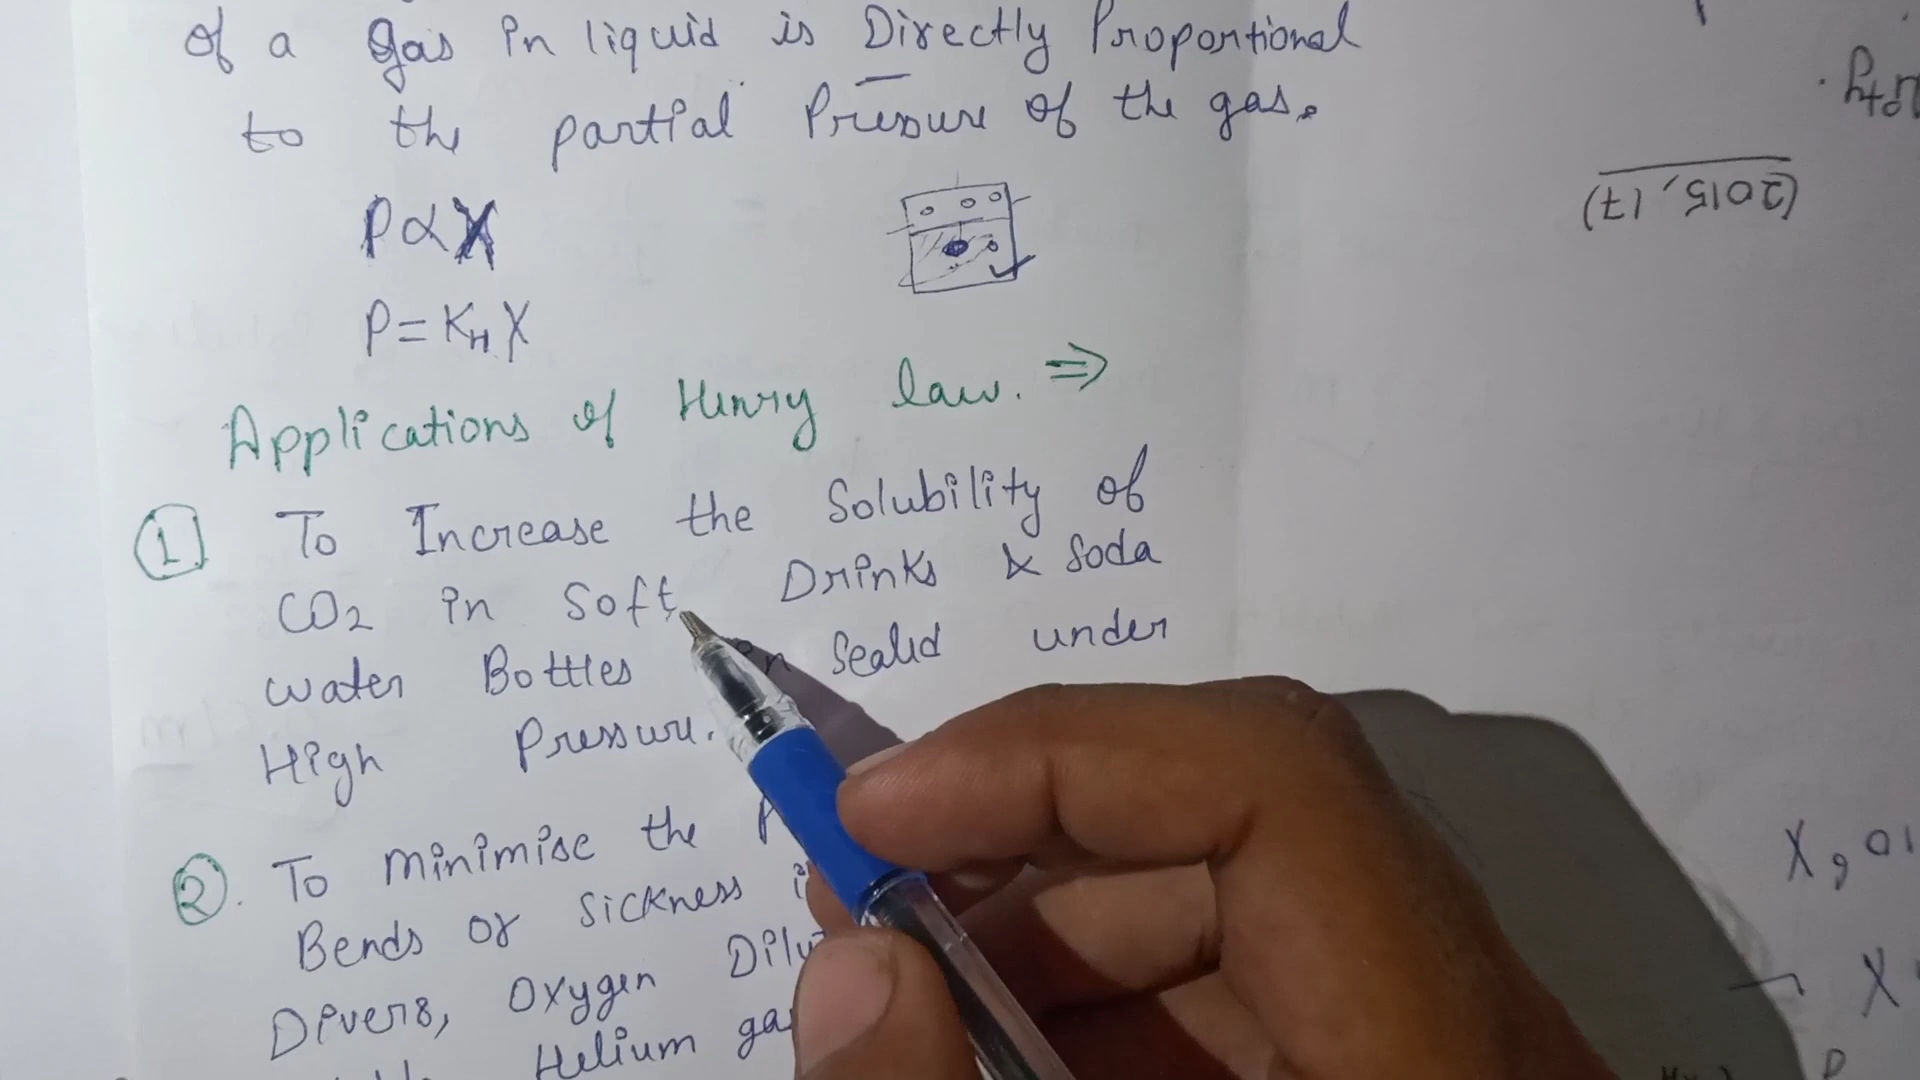 of a gas in liquid is Directly Proportional
to the partial Pressure of the gas.
P∝X
P=KHX
Applications of Henry law. ⇒
1 To Increase the Solubility of
CO2 in Soft Drinks & Soda
water Bottles in Sealed under
High Pressure.
2. To minimise the
Bends or Sickness
Divers, Oxygen
Helium
(2015, 17)